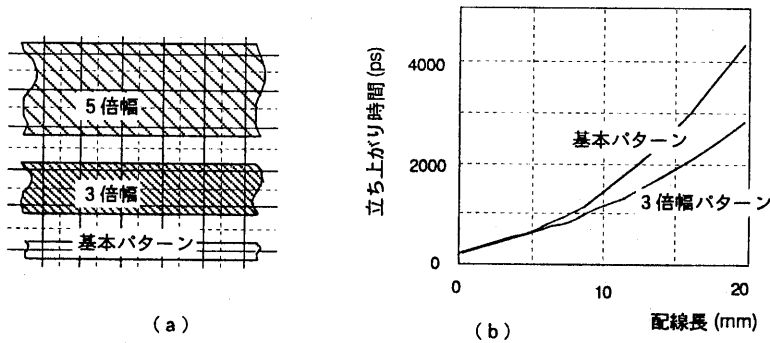 5倍幅
3倍幅
基本パターン
(a)
立ち上がり時間 (ps)
4000
2000
0
基本パターン
3倍幅パターン
0
10
20
配線長 (mm)
(b)